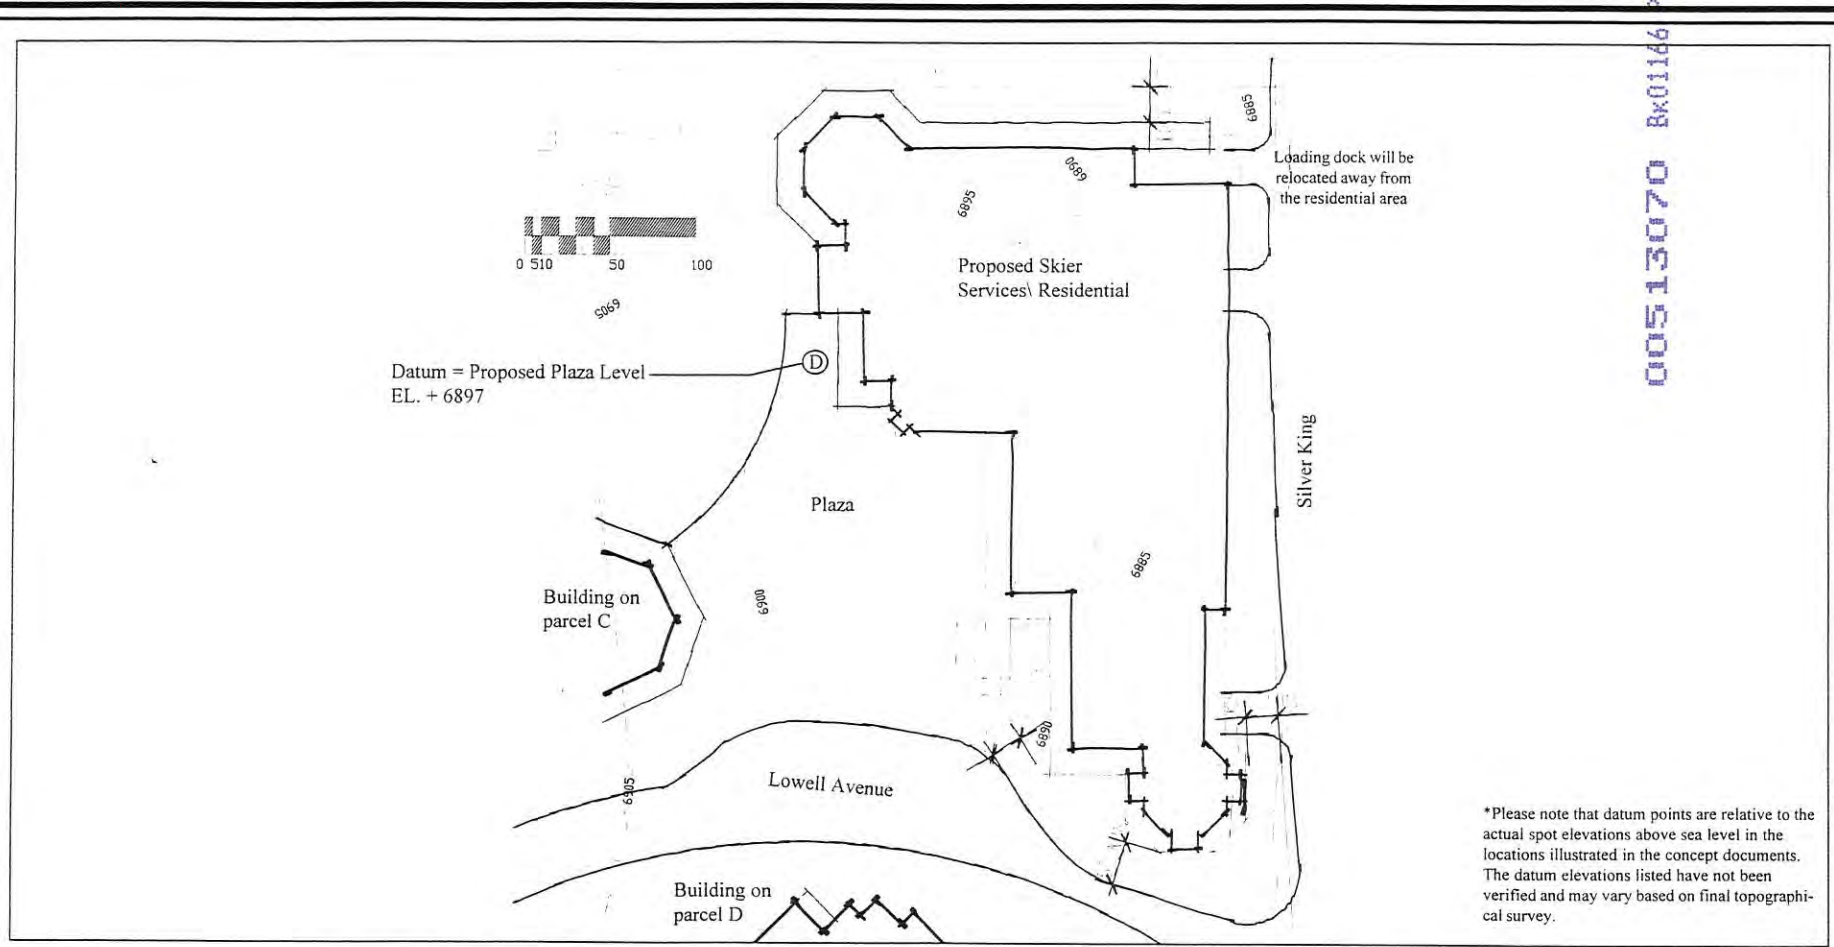 00513070 Bk01166
6885
Loading dock will be
relocated away from
the residential area
6890
6895
0 510 50 100
6905
Proposed Skier
Services\ Residential
D
Datum = Proposed Plaza Level
EL. + 6897
Silver King
Plaza
6885
Building on
parcel C
6900
6890
Lowell Avenue
6905
Building on
parcel D
*Please note that datum points are relative to the
actual spot elevations above sea level in the
locations illustrated in the concept documents.
The datum elevations listed have not been
verified and may vary based on final topographi-
cal survey.